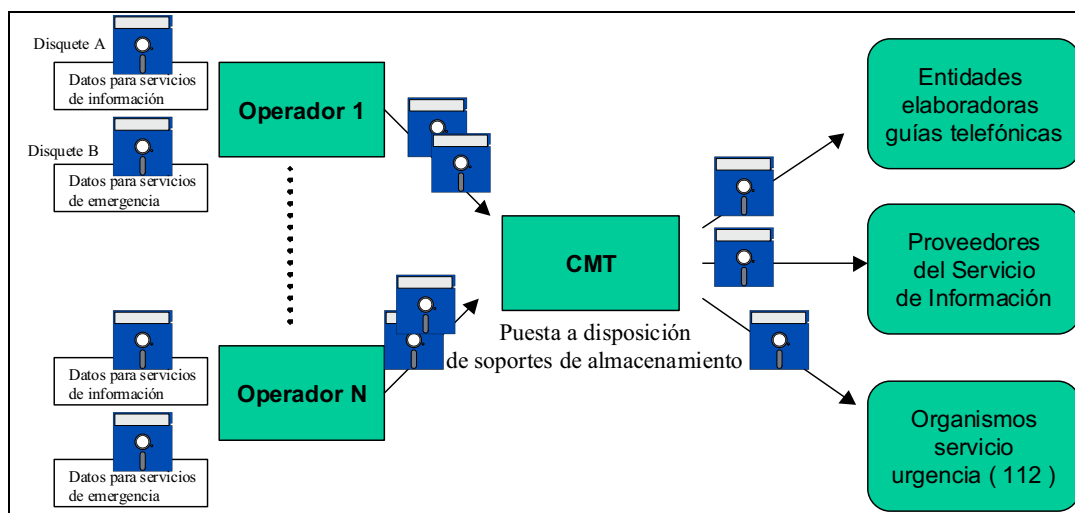 Disquete A
Datos para servicios
de información
Disquete B
Datos para servicios
de emergencia
Operador 1
Entidades
elaboradoras
guías telefónicas
CMT
Puesta a disposición
de soportes de almacenamiento
Proveedores
del Servicio
de Información
Datos para servicios
de información
Datos para servicios
de emergencia
Operador N
Organismos
servicio
urgencia ( 112 )